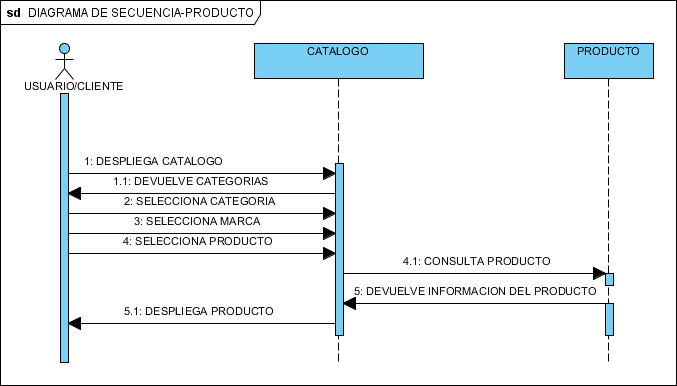 sd DIAGRAMA DE SECUENCIA-PRODUCTO
CATALOGO
PRODUCTO
USUARIO/CLIENTE
1: DESPLIEGA CATALOGO
1.1: DEVUELVE CATEGORIAS
2: SELECCIONA CATEGORIA
3: SELECCIONA MARCA
4: SELECCIONA PRODUCTO
4.1: CONSULTA PRODUCTO
5: DEVUELVE INFORMACION DEL PRODUCTO
5.1: DESPLIEGA PRODUCTO